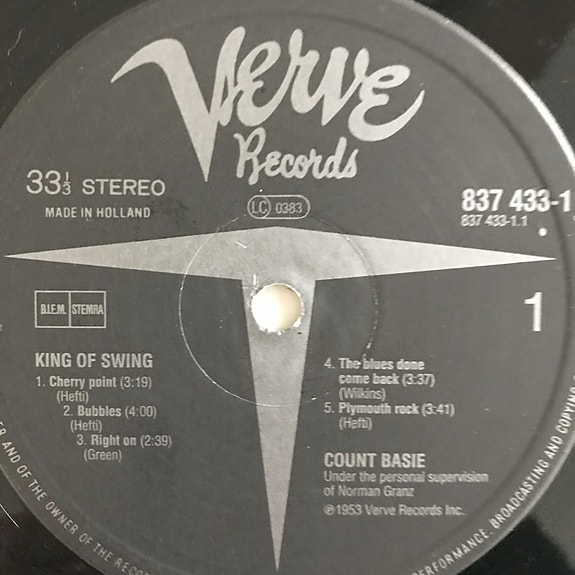 Verve
Records
33⅓ STEREO
MADE IN HOLLAND
LC 0383
837 433-1
837 433-1.1
B.I.E.M. STEMRA
1
KING OF SWING
1. Cherry point (3:19)
(Hefti)
2. Bubbles (4:00)
(Hefti)
3. Right on (2:39)
(Green)
4. The blues done
come back (3:37)
(Wilkins)
5. Plymouth rock (3:41)
(Hefti)
COUNT BASIE
Under the personal supervision
of Norman Granz
℗1953 Verve Records Inc.
AND OF THE OWNER OF THE
PERFORMANCE, BROADCASTING AND COPYING